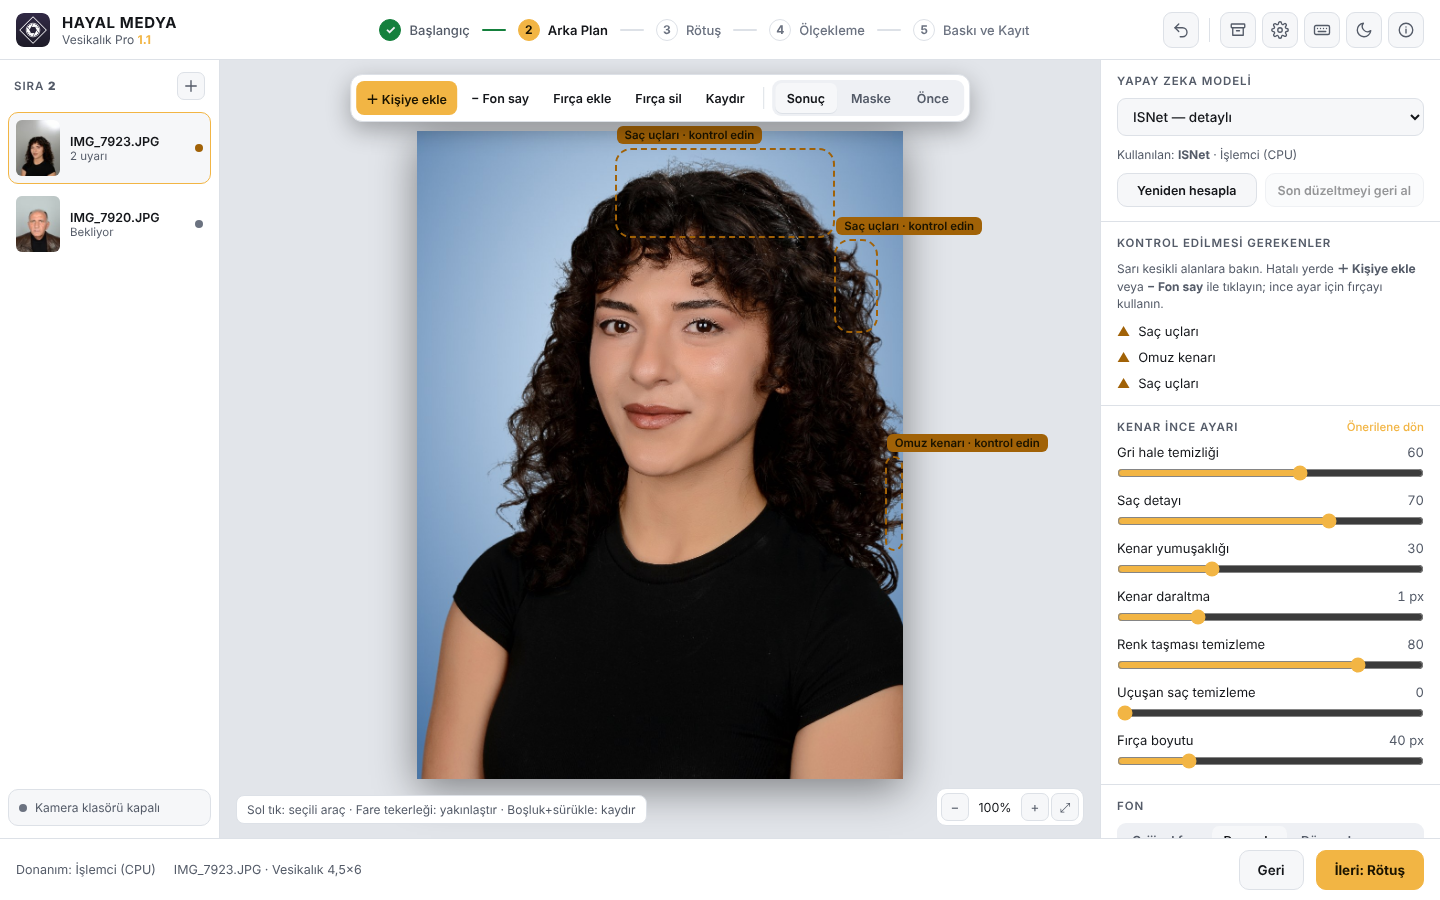 HAYAL MEDYA
Vesikalık Pro 1.1
Başlangıç
2 Arka Plan
3 Rötuş
4 Ölçekleme
5 Baskı ve Kayıt
SIRA 2
IMG_7923.JPG
2 uyarı
IMG_7920.JPG
Bekliyor
Kamera klasörü kapalı
+ Kişiye ekle
− Fon say
Fırça ekle
Fırça sil
Kaydır
Sonuç
Maske
Önce
Saç uçları · kontrol edin
Saç uçları · kontrol edin
Omuz kenarı · kontrol edin
Sol tık: seçili araç · Fare tekerleği: yakınlaştır · Boşluk+sürükle: kaydır
− 100% +
YAPAY ZEKA MODELİ
ISNet — detaylı
Kullanılan: ISNet · İşlemci (CPU)
Yeniden hesapla
Son düzeltmeyi geri al
KONTROL EDİLMESİ GEREKENLER
Sarı kesikli alanlara bakın. Hatalı yerde + Kişiye ekle
veya − Fon say ile tıklayın; ince ayar için fırçayı
kullanın.
Saç uçları
Omuz kenarı
Saç uçları
KENAR İNCE AYARI
Önerilene dön
Gri hale temizliği 60
Saç detayı 70
Kenar yumuşaklığı 30
Kenar daraltma 1 px
Renk taşması temizleme 80
Uçuşan saç temizleme 0
Fırça boyutu 40 px
FON
Donanım: İşlemci (CPU)
IMG_7923.JPG · Vesikalık 4,5×6
Geri
İleri: Rötuş